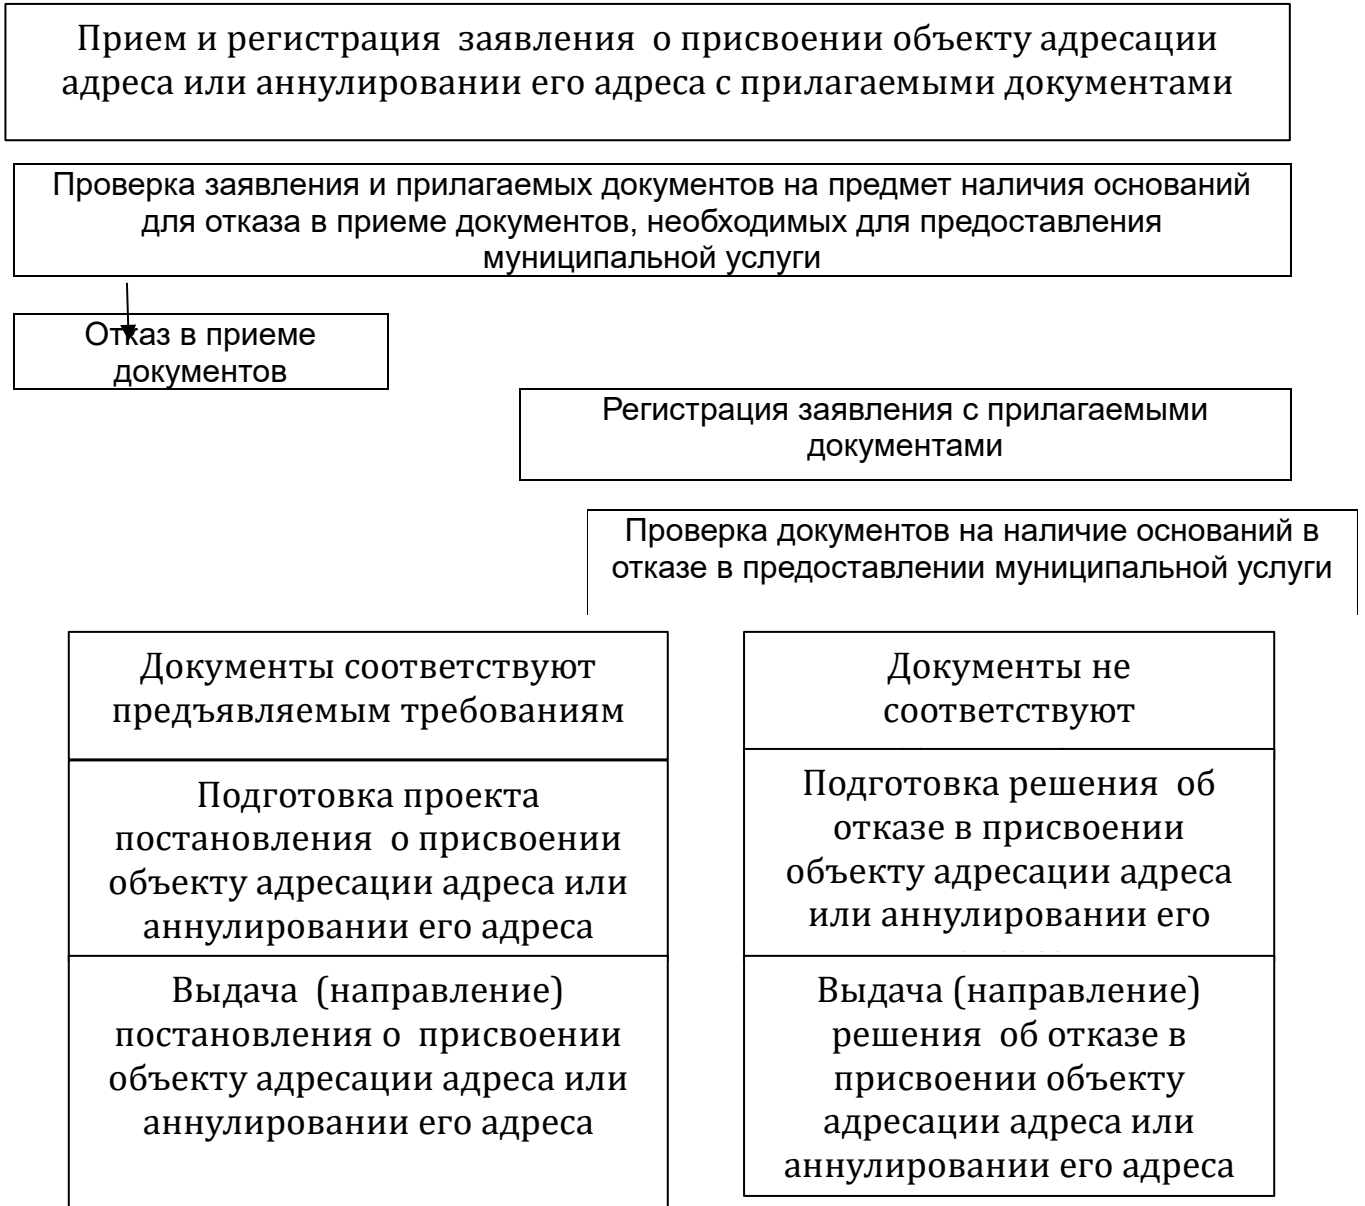 Прием и регистрация заявления о присвоении объекту адресации
адреса или аннулировании его адреса с прилагаемыми документами
Проверка заявления и прилагаемых документов на предмет наличия оснований
для отказа в приеме документов, необходимых для предоставления
муниципальной услуги
Отказ в приеме
документов
Регистрация заявления с прилагаемыми
документами
Проверка документов на наличие оснований в
отказе в предоставлении муниципальной услуги
Документы соответствуют
предъявляемым требованиям
Подготовка проекта
постановления о присвоении
объекту адресации адреса или
аннулировании его адреса
Выдача (направление)
постановления о присвоении
объекту адресации адреса или
аннулировании его адреса
Документы не
соответствуют
Подготовка решения об
отказе в присвоении
объекту адресации адреса
или аннулировании его
Выдача (направление)
решения об отказе в
присвоении объекту
адресации адреса или
аннулировании его адреса